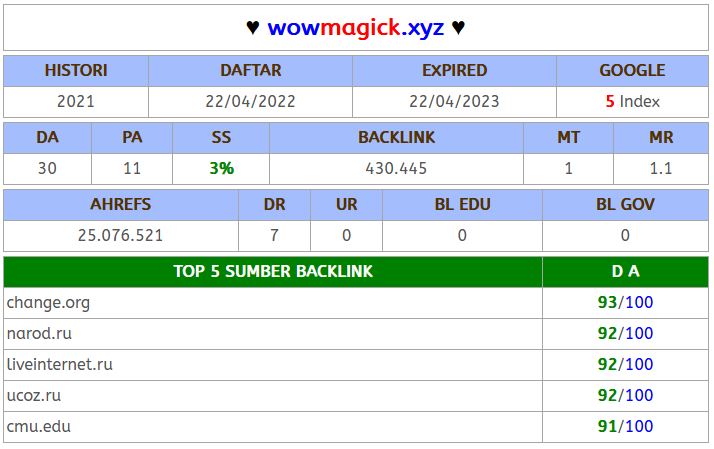 ♥ wowmagick.xyz ♥
HISTORI DAFTAR EXPIRED GOOGLE
2021 22/04/2022 22/04/2023 5 Index
DA PA SS BACKLINK MT MR
30 11 3% 430.445 1 1.1
AHREFS DR UR BL EDU BL GOV
25.076.521 7 0 0 0
TOP 5 SUMBER BACKLINK D A
change.org 93/100
narod.ru 92/100
liveinternet.ru 92/100
ucoz.ru 92/100
cmu.edu 91/100